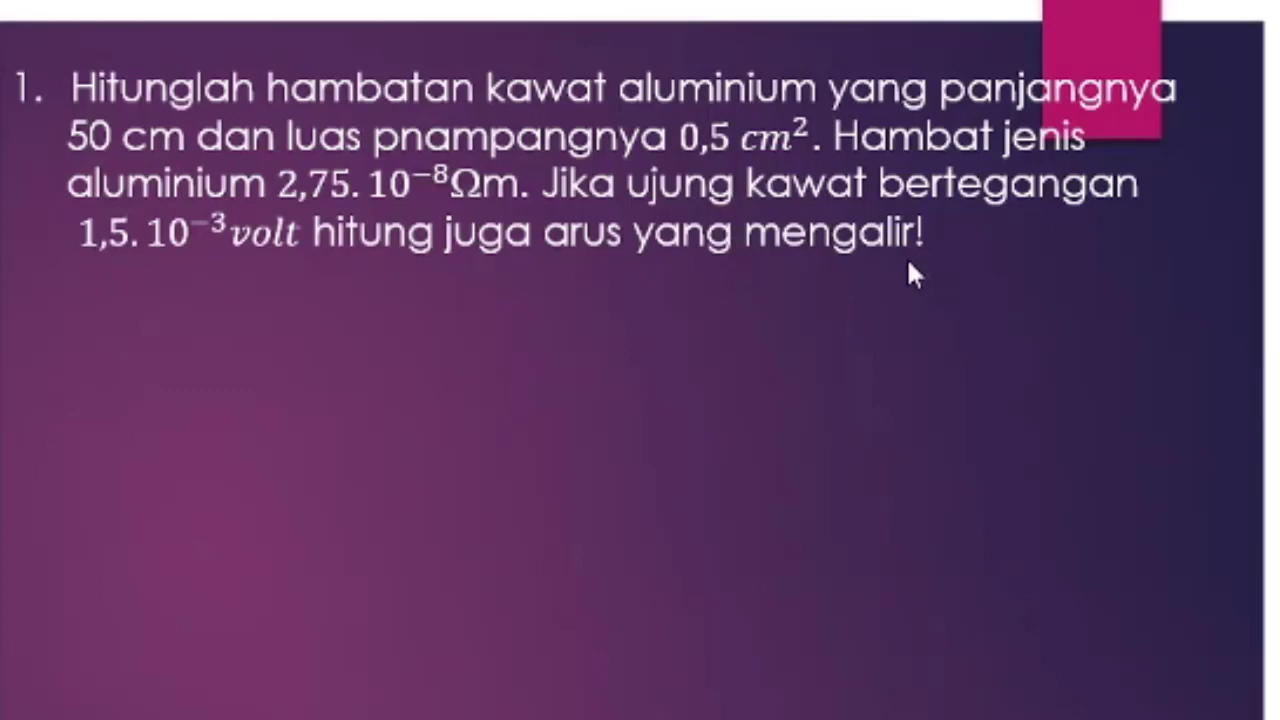 1. Hitunglah hambatan kawat aluminium yang panjangnya
50 cm dan luas pnampangnya 0,5 cm². Hambat jenis
aluminium 2,75. 10⁻⁸Ωm. Jika ujung kawat bertegangan
1,5. 10⁻³volt hitung juga arus yang mengalir!